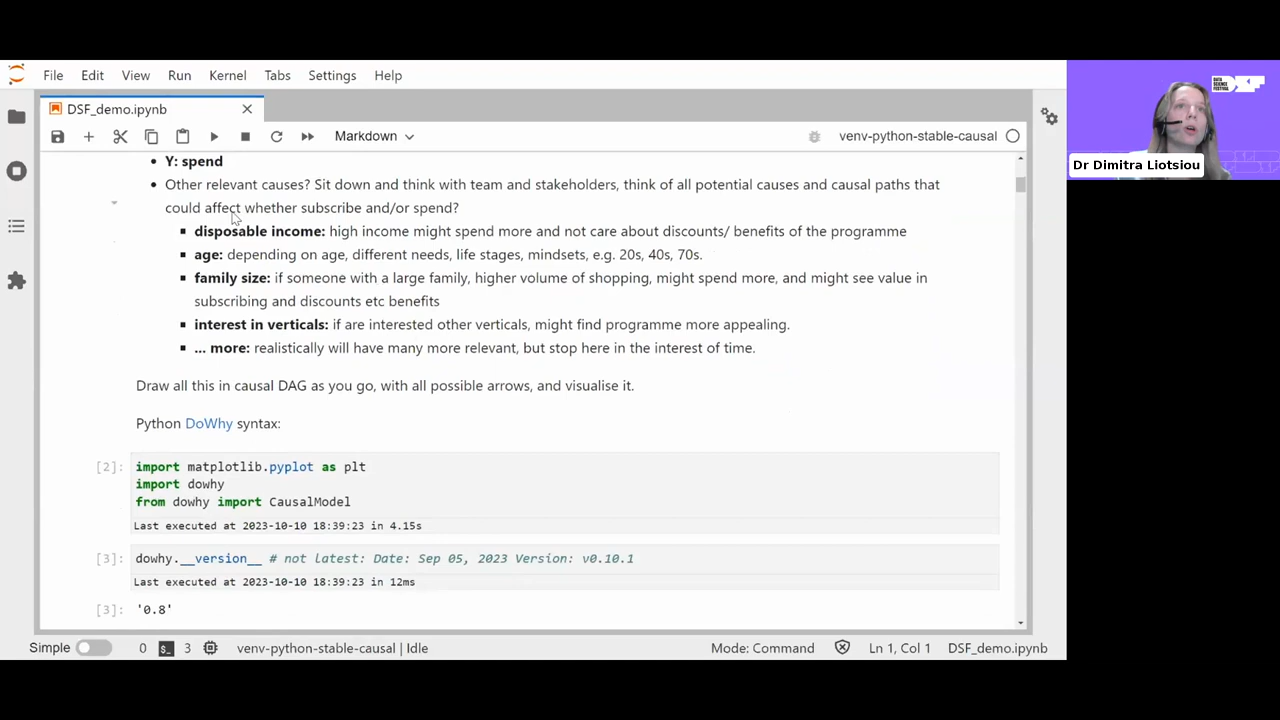 File Edit View Run Kernel Tabs Settings Help
DATA
SCIENCE
FESTIVAL
DSF
DSF_demo.ipynb
Markdown
venv-python-stable-causal
Dr Dimitra Liotsiou
• Y: spend
• Other relevant causes? Sit down and think with team and stakeholders, think of all potential causes and causal paths that
could affect whether subscribe and/or spend?
▪ disposable income: high income might spend more and not care about discounts/ benefits of the programme
▪ age: depending on age, different needs, life stages, mindsets, e.g. 20s, 40s, 70s.
▪ family size: if someone with a large family, higher volume of shopping, might spend more, and might see value in
subscribing and discounts etc benefits
▪ interest in verticals: if are interested other verticals, might find programme more appealing.
▪ ... more: realistically will have many more relevant, but stop here in the interest of time.
Draw all this in causal DAG as you go, with all possible arrows, and visualise it.
Python DoWhy syntax:
[2]: import matplotlib.pyplot as plt
import dowhy
from dowhy import CausalModel
Last executed at 2023-10-10 18:39:23 in 4.15s
[3]: dowhy.__version__ # not latest: Date: Sep 05, 2023 Version: v0.10.1
Last executed at 2023-10-10 18:39:23 in 12ms
[3]: '0.8'
Simple 0 3 venv-python-stable-causal | Idle Mode: Command Ln 1, Col 1 DSF_demo.ipynb